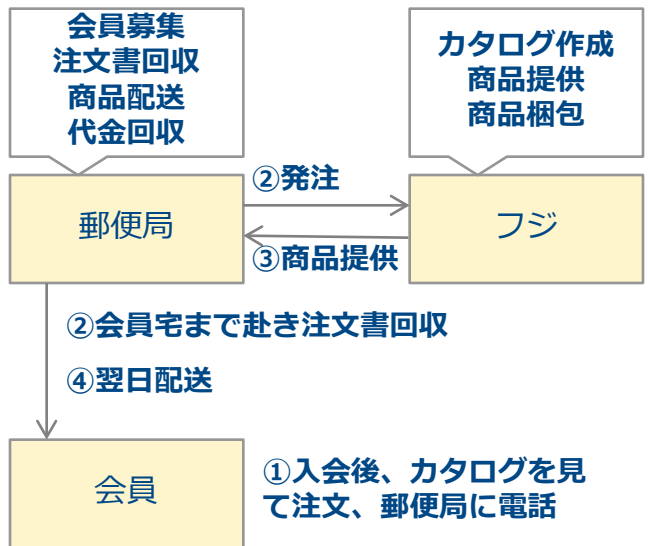 会員募集
注文書回収
商品配送
代金回収
カタログ作成
商品提供
商品梱包
②発注
郵便局
フジ
③商品提供
②会員宅まで赴き注文書回収
④翌日配送
会員
①入会後、カタログを見
て注文、郵便局に電話